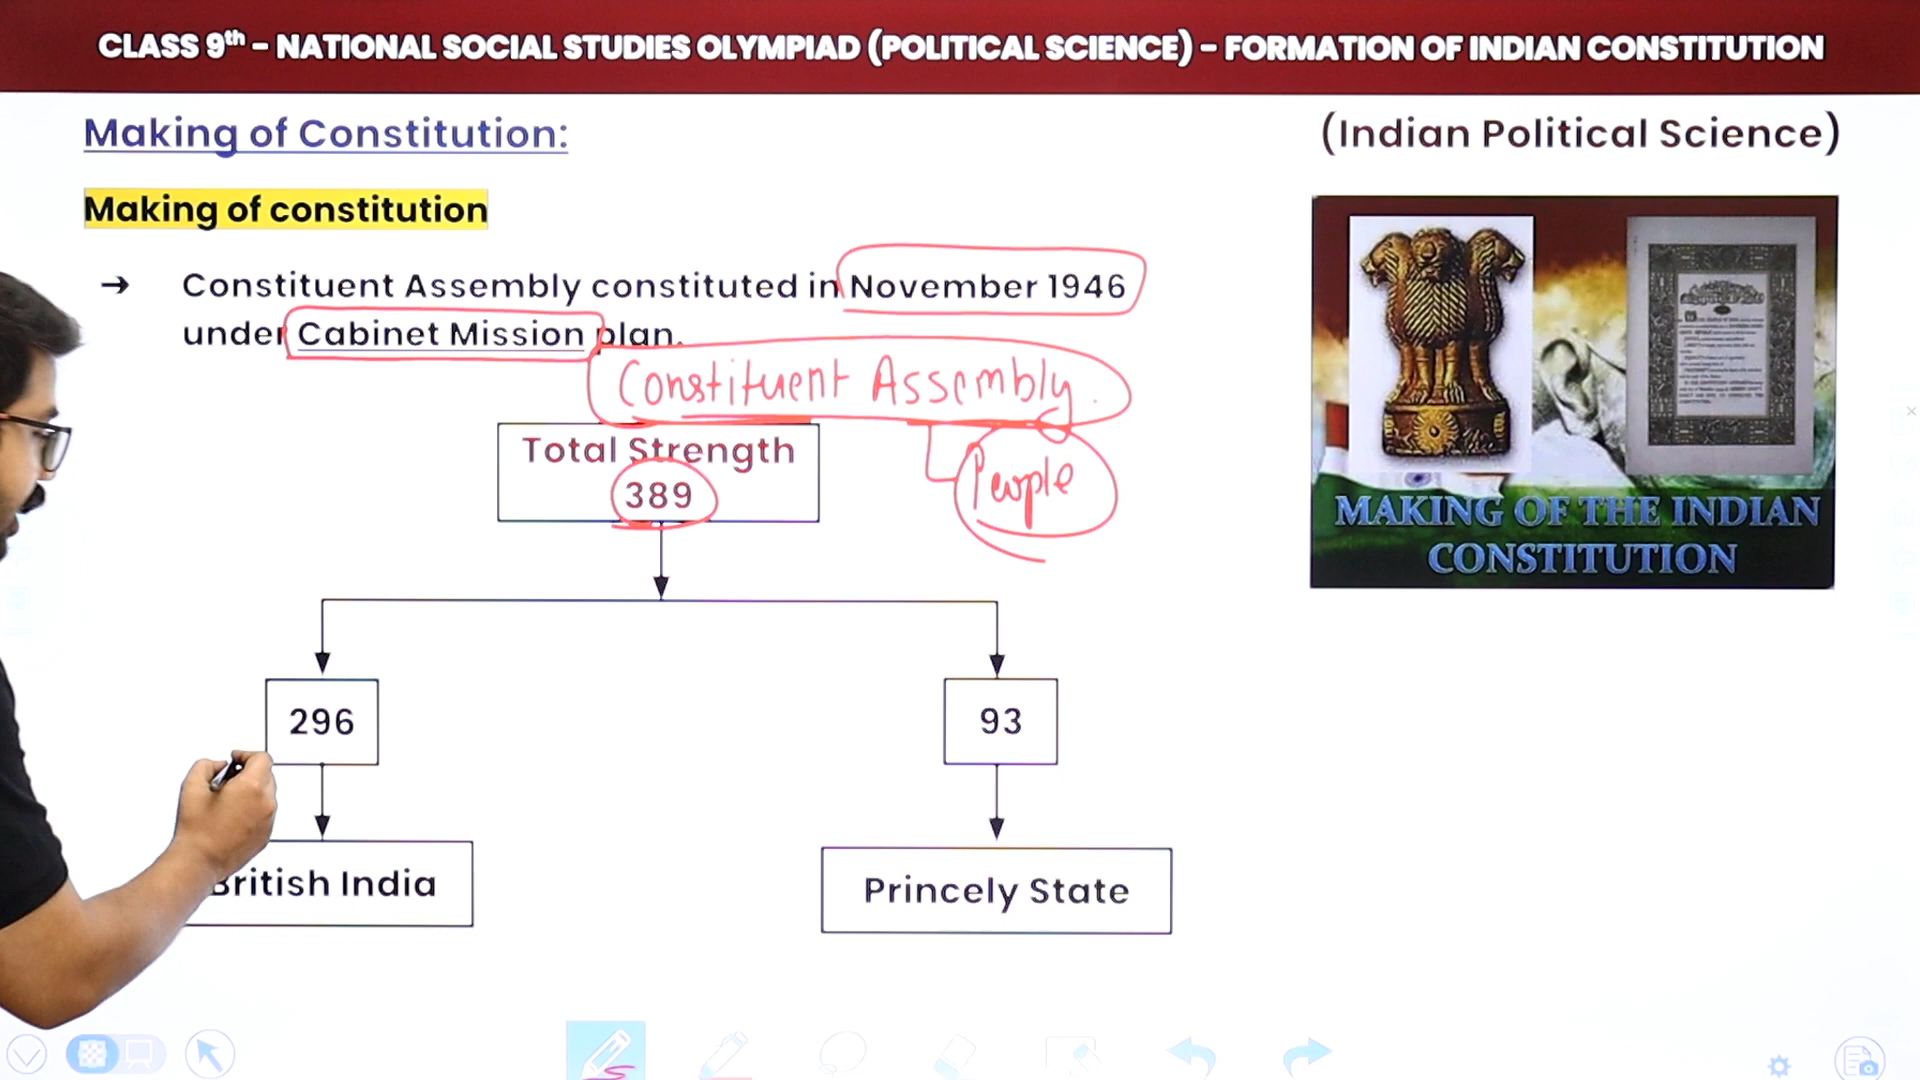 CLASS 9th – NATIONAL SOCIAL STUDIES OLYMPIAD (POLITICAL SCIENCE) – FORMATION OF INDIAN CONSTITUTION
Making of Constitution:
(Indian Political Science)
Making of constitution
➔ Constituent Assembly constituted in November 1946
under Cabinet Mission plan.
Constituent Assembly.
Total Strength
389
People
MAKING OF THE INDIAN
CONSTITUTION
296
93
British India
Princely State